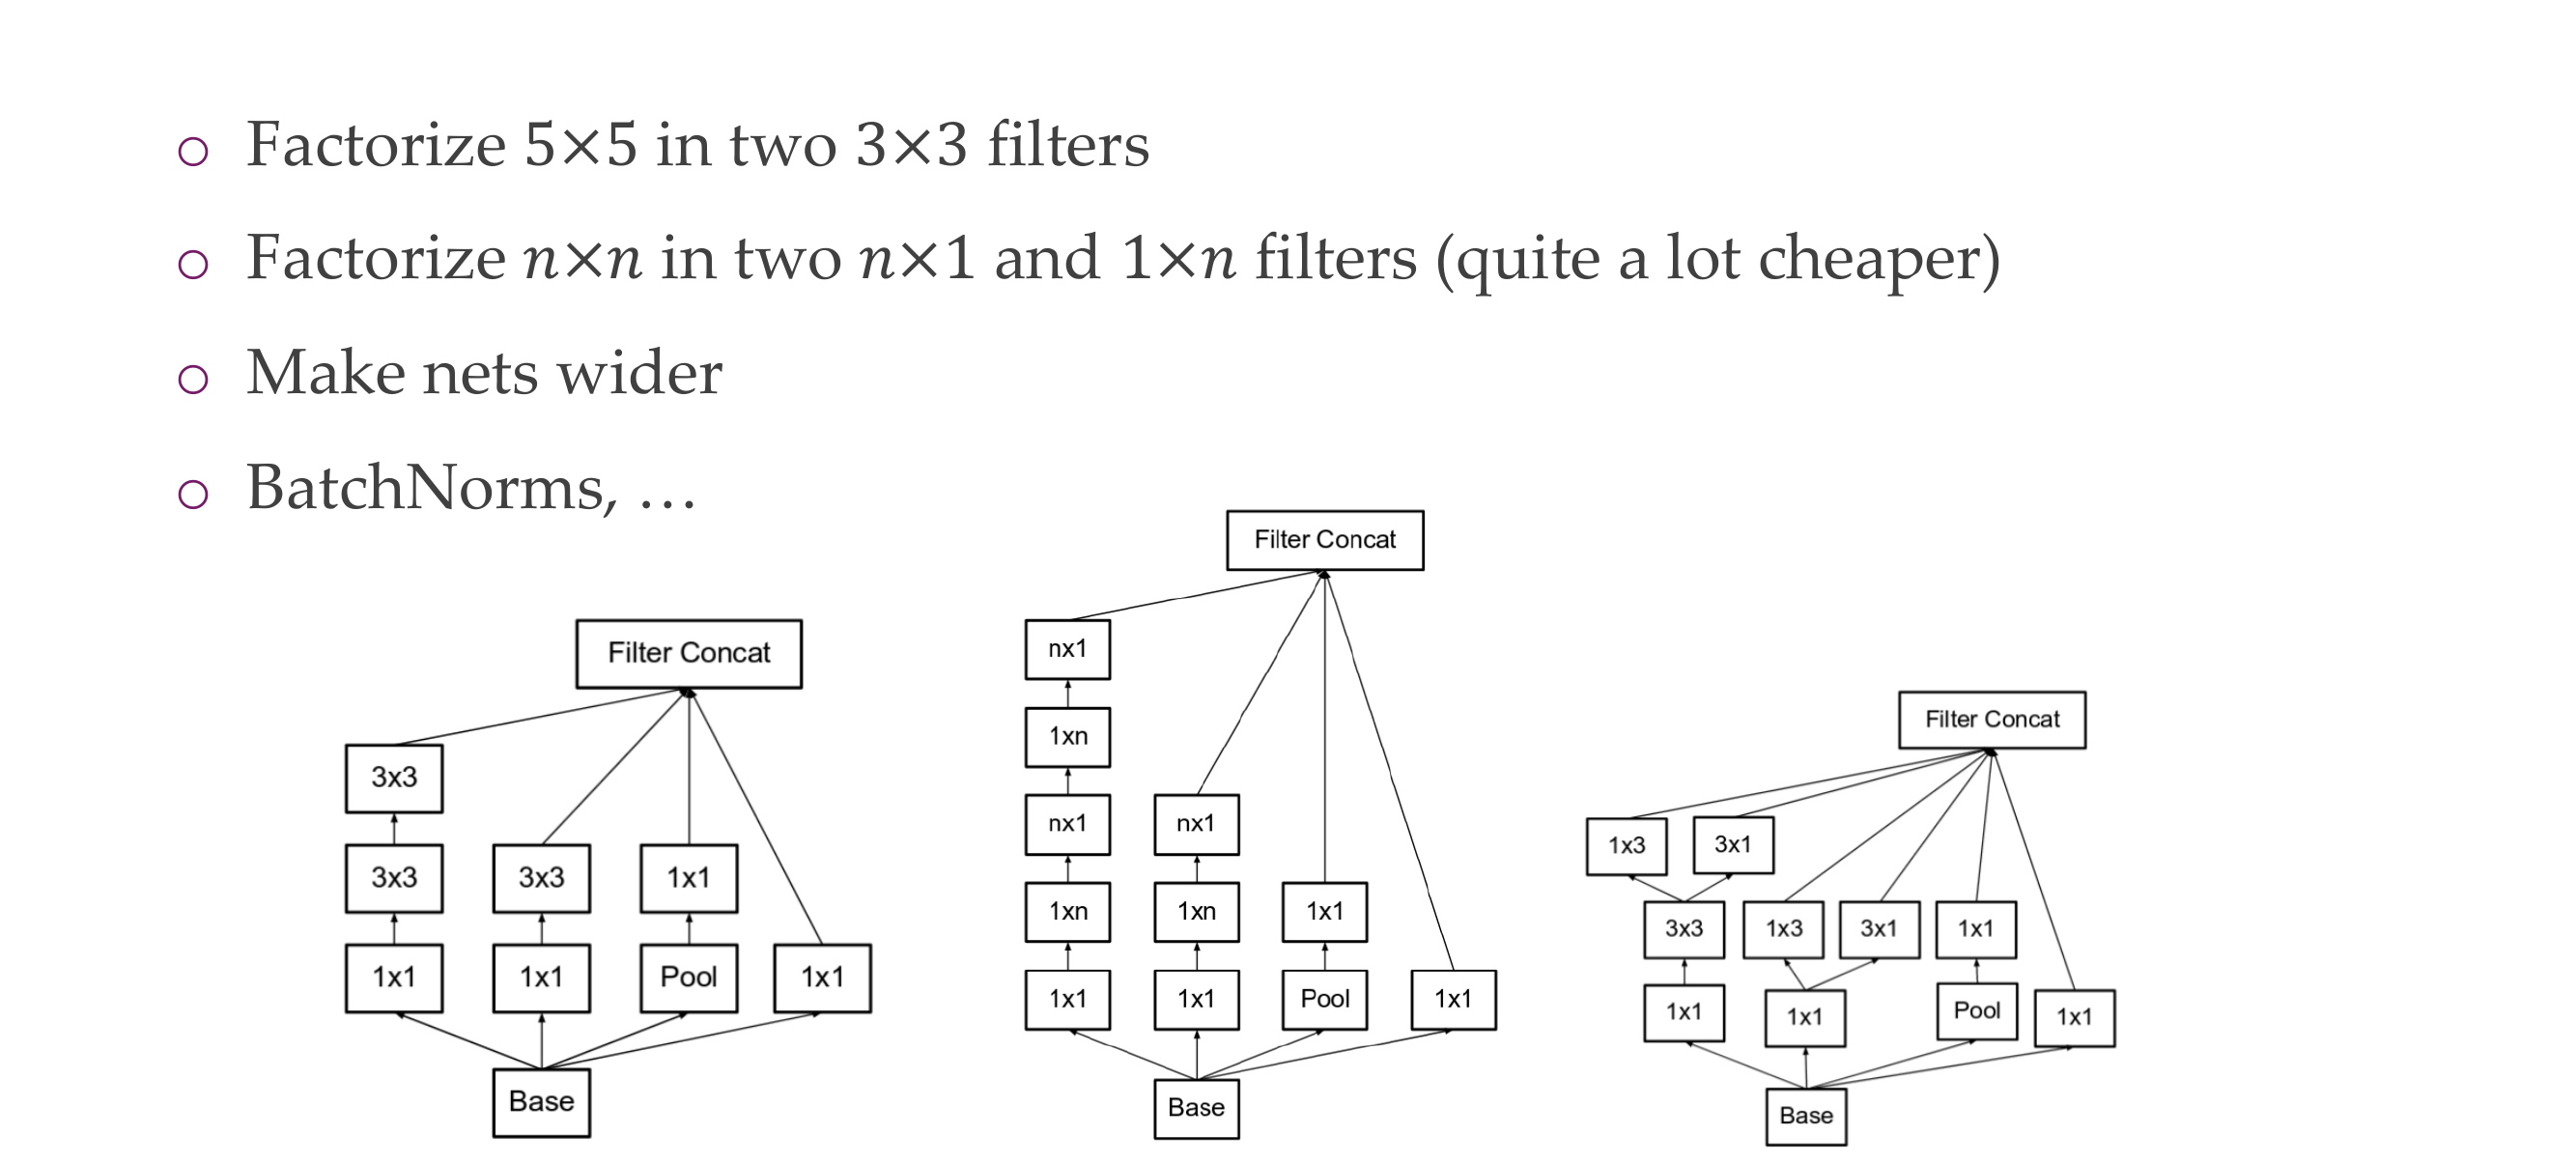 Factorize 5×5 in two 3×3 filters
Factorize n×n in two n×1 and 1×n filters (quite a lot cheaper)
Make nets wider
BatchNorms, …
Filter Concat
3x3
3x3 3x3 1x1
1x1 1x1 Pool 1x1
Base
Filter Concat
nx1
1xn
nx1 nx1
1xn 1xn 1x1
1x1 1x1 Pool 1x1
Base
Filter Concat
1x3 3x1
3x3 1x3 3x1 1x1
1x1 1x1 Pool 1x1
Base